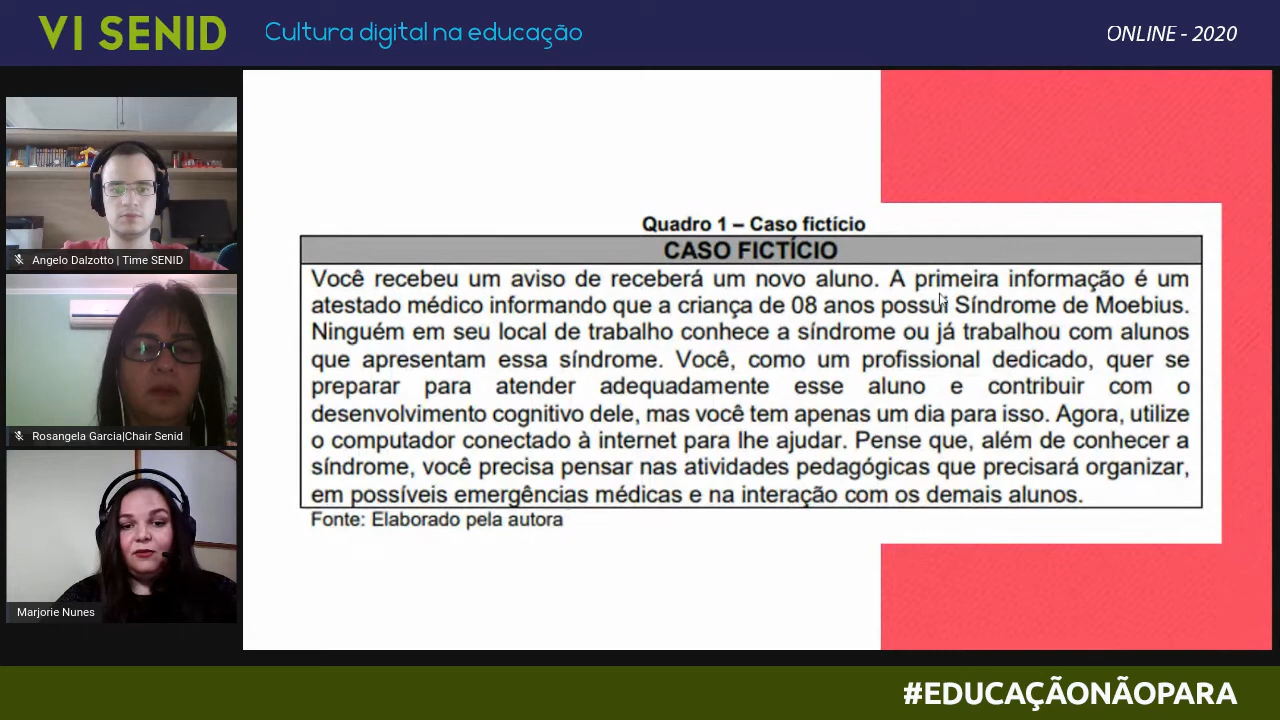 VI SENID
Cultura digital na educação
ONLINE - 2020
Angelo Dalzotto | Time SENID
Rosangela Garcia|Chair Senid
Marjorie Nunes
Quadro 1 – Caso fictício
CASO FICTÍCIO
Você recebeu um aviso de receberá um novo aluno. A primeira informação é um
atestado médico informando que a criança de 08 anos possui Síndrome de Moebius.
Ninguém em seu local de trabalho conhece a síndrome ou já trabalhou com alunos
que apresentam essa síndrome. Você, como um profissional dedicado, quer se
preparar para atender adequadamente esse aluno e contribuir com o
desenvolvimento cognitivo dele, mas você tem apenas um dia para isso. Agora, utilize
o computador conectado à internet para lhe ajudar. Pense que, além de conhecer a
síndrome, você precisa pensar nas atividades pedagógicas que precisará organizar,
em possíveis emergências médicas e na interação com os demais alunos.
Fonte: Elaborado pela autora
#EDUCAÇÃONÃOPARA